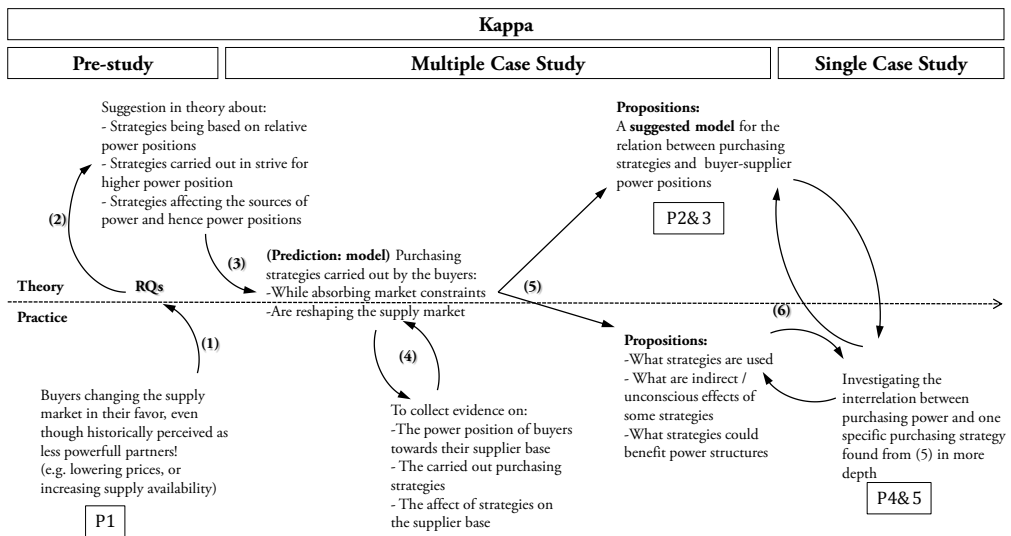 Kappa
Pre-study
Multiple Case Study
Single Case Study
Suggestion in theory about:
- Strategies being based on relative
power positions
- Strategies carried out in strive for
higher power position
- Strategies affecting the sources of
power and hence power positions
(2)
(3)
Theory
RQs
Practice
(1)
Buyers changing the supply
market in their favor, even
though historically perceived as
less powerfull partners!
(e.g. lowering prices, or
increasing supply availability)
P1
(Prediction: model) Purchasing
strategies carried out by the buyers:
-While absorbing market constraints
-Are reshaping the supply market
(4)
To collect evidence on:
-The power position of buyers
towards their supplier base
- The carried out purchasing
strategies
- The affect of strategies on
the supplier base
(5)
Propositions:
A suggested model for the
relation between purchasing
strategies and buyer-supplier
power positions
P2& 3
Propositions:
-What strategies are used
- What are indirect /
unconscious effects of
some strategies
-What strategies could
benefit power structures
(6)
Investigating the
interrelation between
purchasing power and one
specific purchasing strategy
found from (5) in more
depth
P4& 5